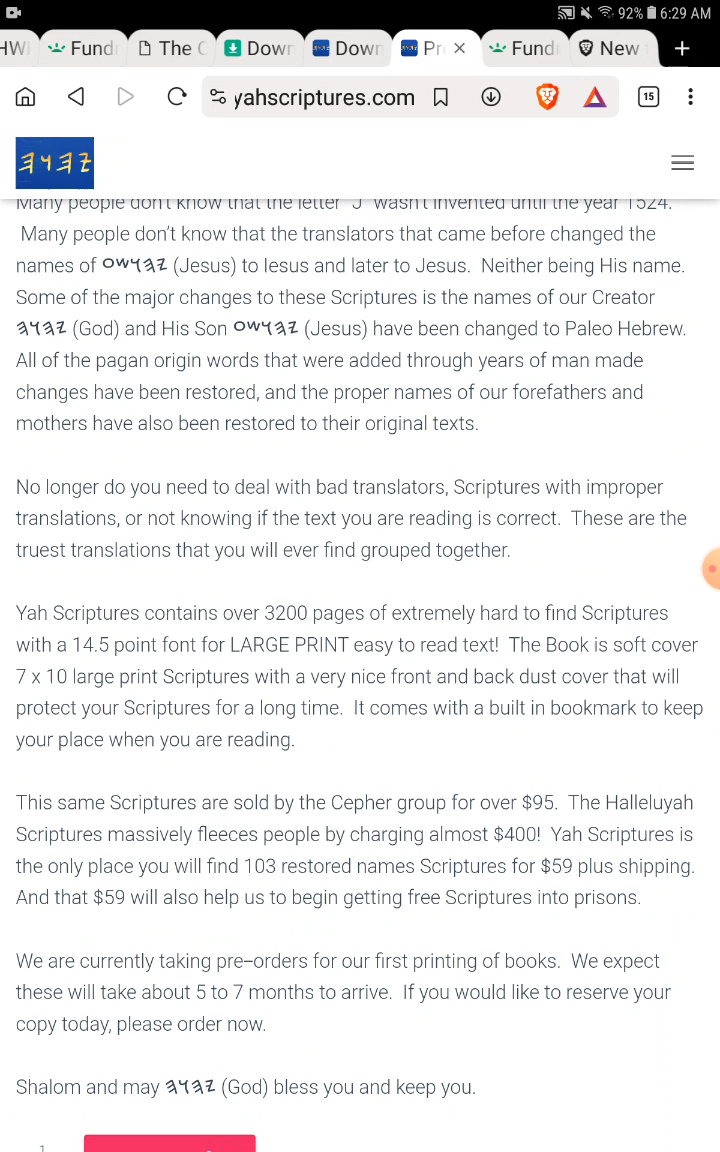 92% 6:29 AM
HW Fund The C Down Down Pr × Fund New +
yahscriptures.com 15
𐤉𐤄𐤅𐤄
Many people don't know that the letter "J" wasn't invented until the year 1524.
Many people don’t know that the translators that came before changed the
names of 𐤉𐤄𐤅𐤔𐤏 (Jesus) to Iesus and later to Jesus. Neither being His name.
Some of the major changes to these Scriptures is the names of our Creator
𐤉𐤄𐤅𐤄 (God) and His Son 𐤉𐤄𐤅𐤔𐤏 (Jesus) have been changed to Paleo Hebrew.
All of the pagan origin words that were added through years of man made
changes have been restored, and the proper names of our forefathers and
mothers have also been restored to their original texts.
No longer do you need to deal with bad translators, Scriptures with improper
translations, or not knowing if the text you are reading is correct. These are the
truest translations that you will ever find grouped together.
Yah Scriptures contains over 3200 pages of extremely hard to find Scriptures
with a 14.5 point font for LARGE PRINT easy to read text! The Book is soft cover
7 x 10 large print Scriptures with a very nice front and back dust cover that will
protect your Scriptures for a long time. It comes with a built in bookmark to keep
your place when you are reading.
This same Scriptures are sold by the Cepher group for over $95. The Halleluyah
Scriptures massively fleeces people by charging almost $400! Yah Scriptures is
the only place you will find 103 restored names Scriptures for $59 plus shipping.
And that $59 will also help us to begin getting free Scriptures into prisons.
We are currently taking pre–orders for our first printing of books. We expect
these will take about 5 to 7 months to arrive. If you would like to reserve your
copy today, please order now.
Shalom and may 𐤉𐤄𐤅𐤄 (God) bless you and keep you.
1